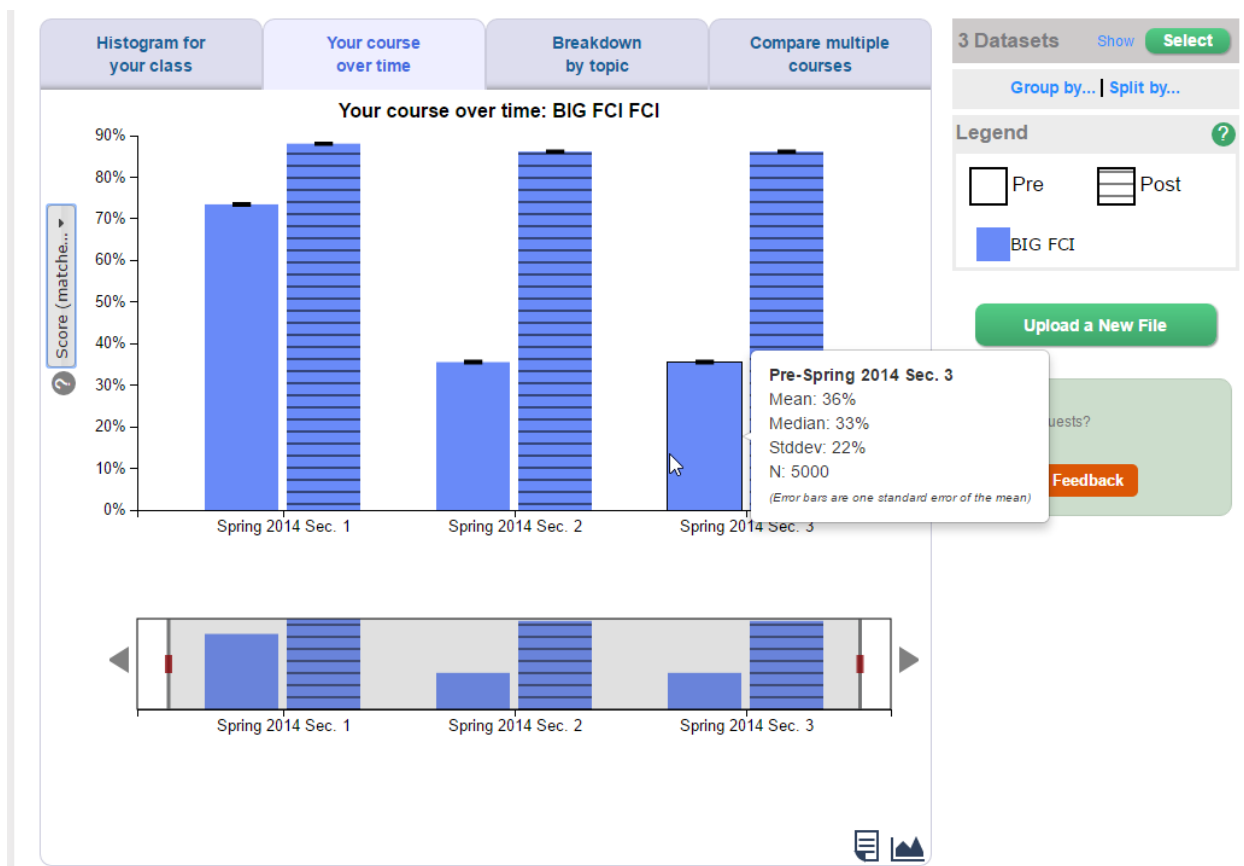 Histogram for
your class
Your course
over time
Breakdown
by topic
Compare multiple
courses
3 Datasets Show Select
Group by... | Split by...
Legend ?
Pre Post
BIG FCI
Upload a New File
uests?
Feedback
Your course over time: BIG FCI FCI
90%
80%
70%
60%
50%
40%
30%
20%
10%
0%
Score (matche...
?
Pre-Spring 2014 Sec. 3
Mean: 36%
Median: 33%
Stddev: 22%
N: 5000
(Error bars are one standard error of the mean)
Spring 2014 Sec. 1 Spring 2014 Sec. 2 Spring 2014 Sec. 3
Spring 2014 Sec. 1 Spring 2014 Sec. 2 Spring 2014 Sec. 3